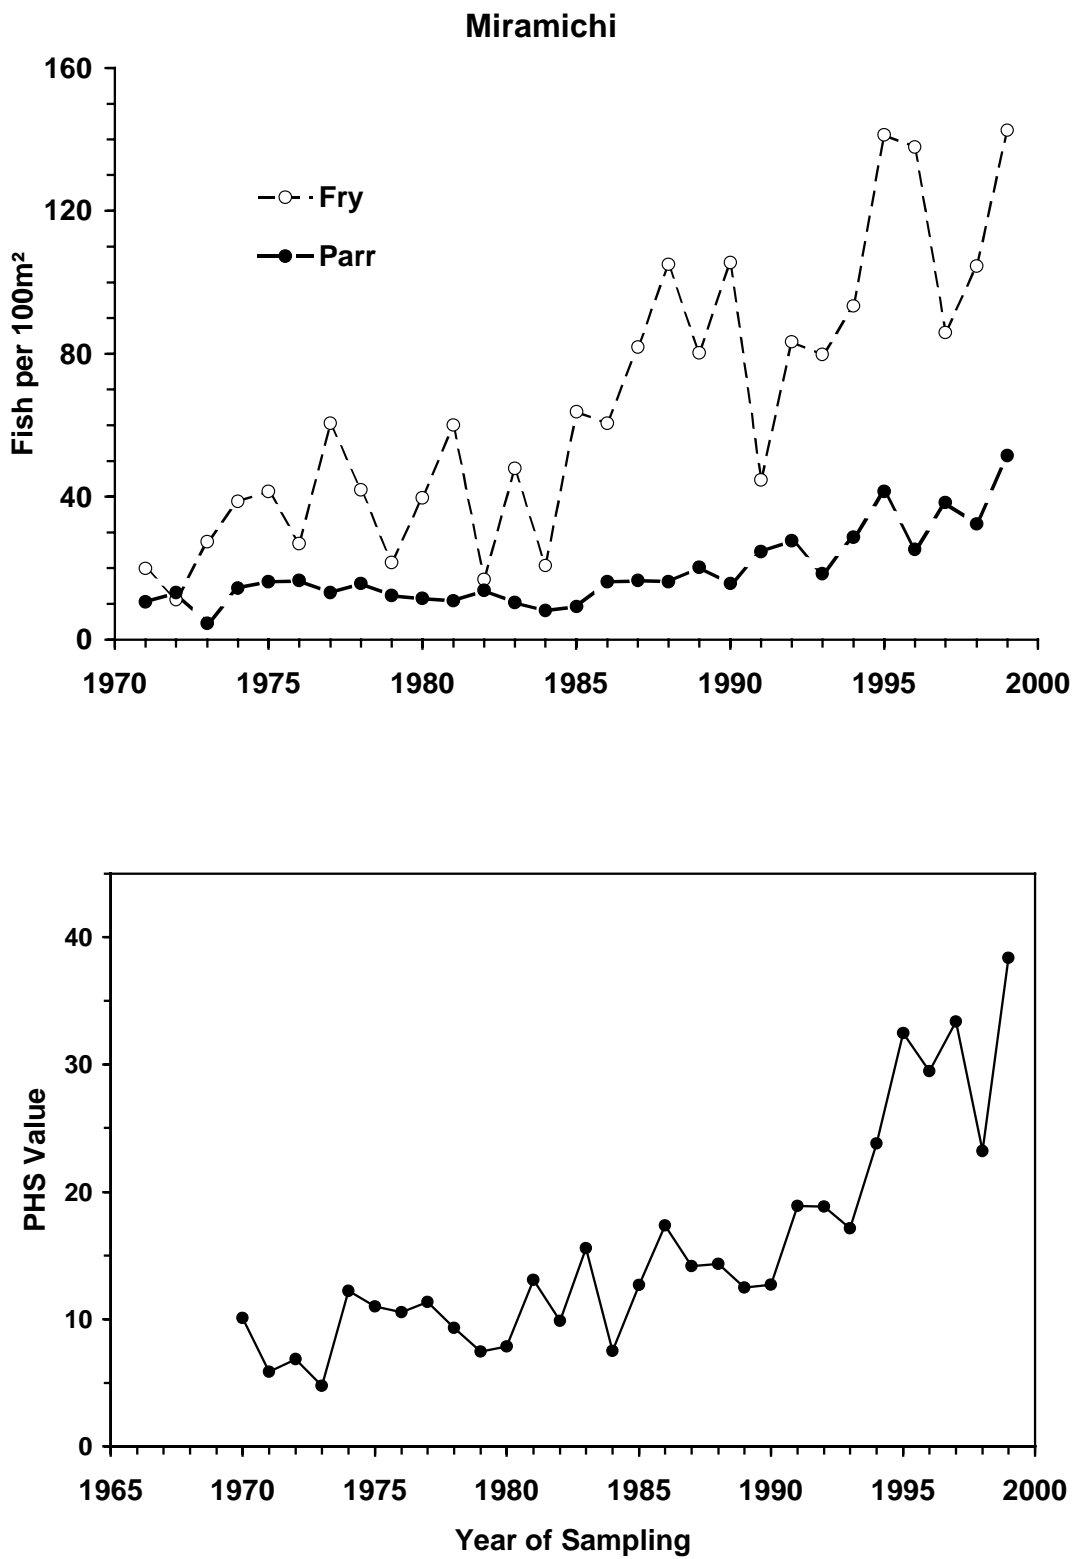 Miramichi
160
120
80
40
0
Fish per 100m²
Fry
Parr
1970 1975 1980 1985 1990 1995 2000
40
30
20
10
0
PHS Value
1965 1970 1975 1980 1985 1990 1995 2000
Year of Sampling